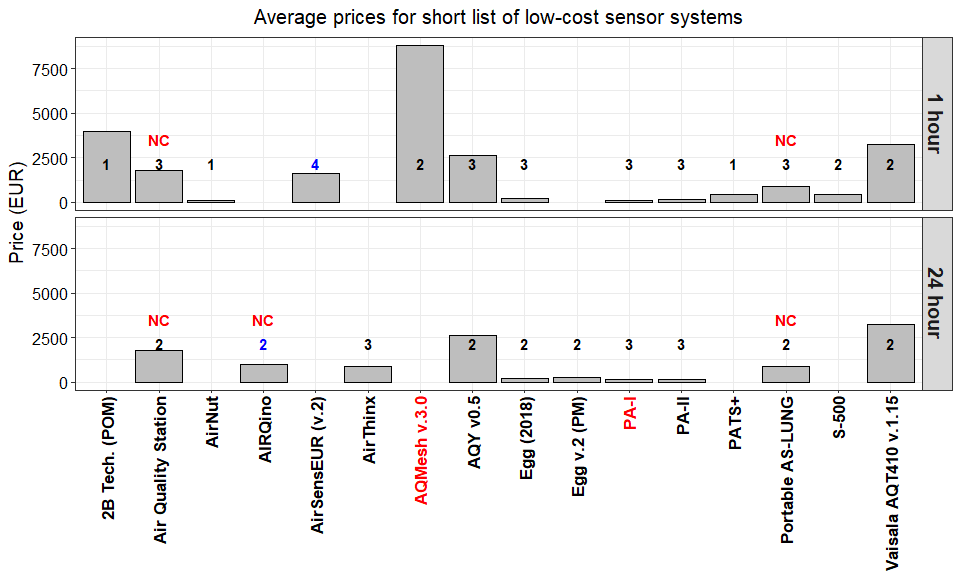 Average prices for short list of low-cost sensor systems
Price (EUR)
7500
5000
2500
0
NC NC
1 3 1 4 2 3 3 3 3 1 3 2 2
1 hour
7500
5000
2500
0
NC NC NC
2 2 3 2 2 2 3 3 2 2
24 hour
2B Tech. (POM)
Air Quality Station
AirNut
AIRQino
AirSensEUR (v.2)
AirThinx
AQMesh v.3.0
AQY v0.5
Egg (2018)
Egg v.2 (PM)
PA-I
PA-II
PATS+
Portable AS-LUNG
S-500
Vaisala AQT410 v.1.15